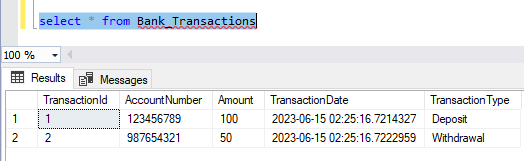 select * from Bank_Transactions
100 %
Results Messages
TransactionId AccountNumber Amount TransactionDate TransactionType
1 1 123456789 100 2023-06-15 02:25:16.7214327 Deposit
2 2 987654321 50 2023-06-15 02:25:16.7222959 Withdrawal